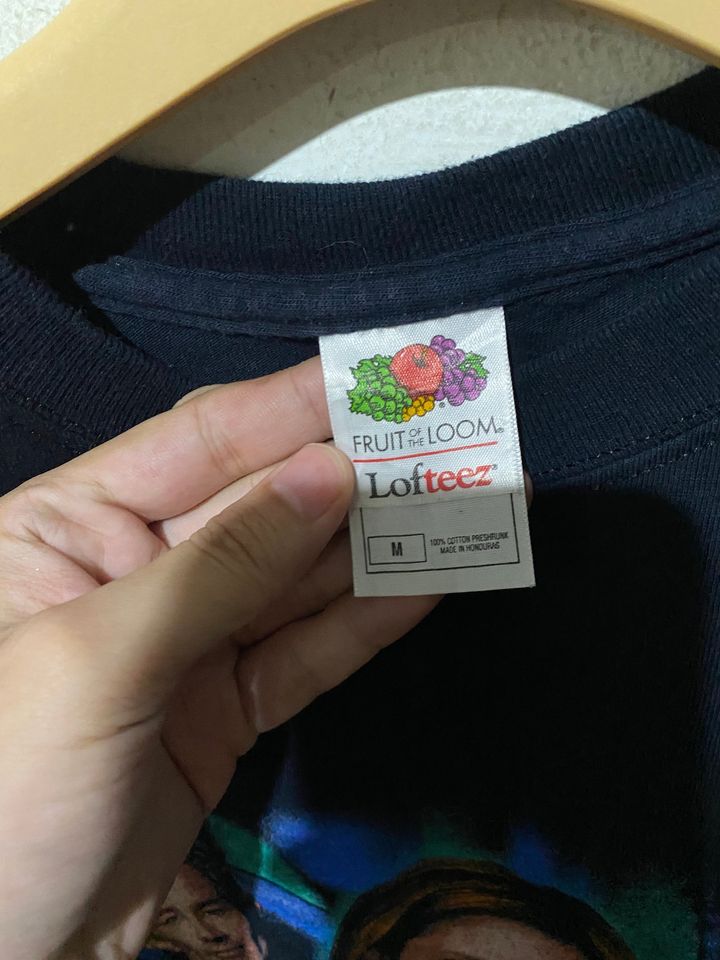 FRUIT OF THE LOOM®
Lofteez®
M
100% COTTON PRESHRUNK
MADE IN HONDURAS